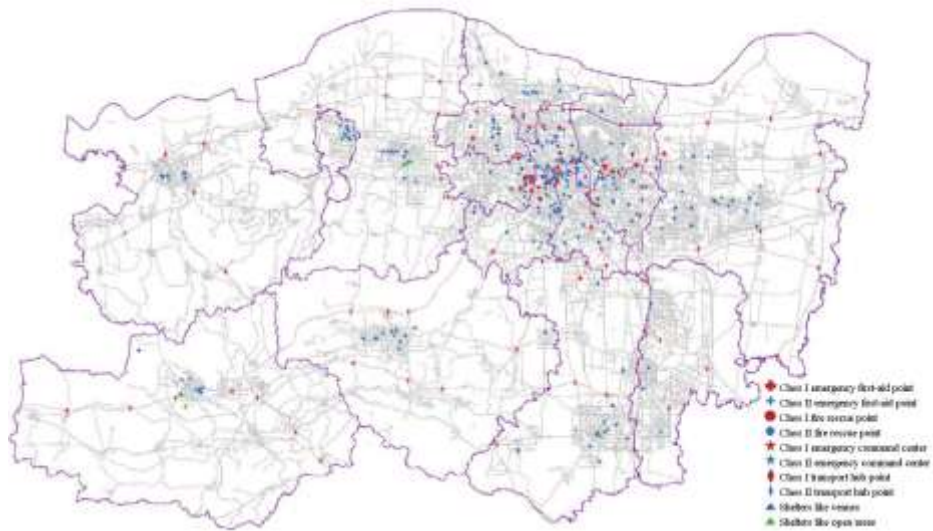 Class I emergency first-aid point
Class II emergency first-aid point
Class I fire rescue point
Class II fire rescue point
Class I emergency command center
Class II emergency command center
Class I transport hub point
Class II transport hub point
Shelters like venues
Shelters like open areas